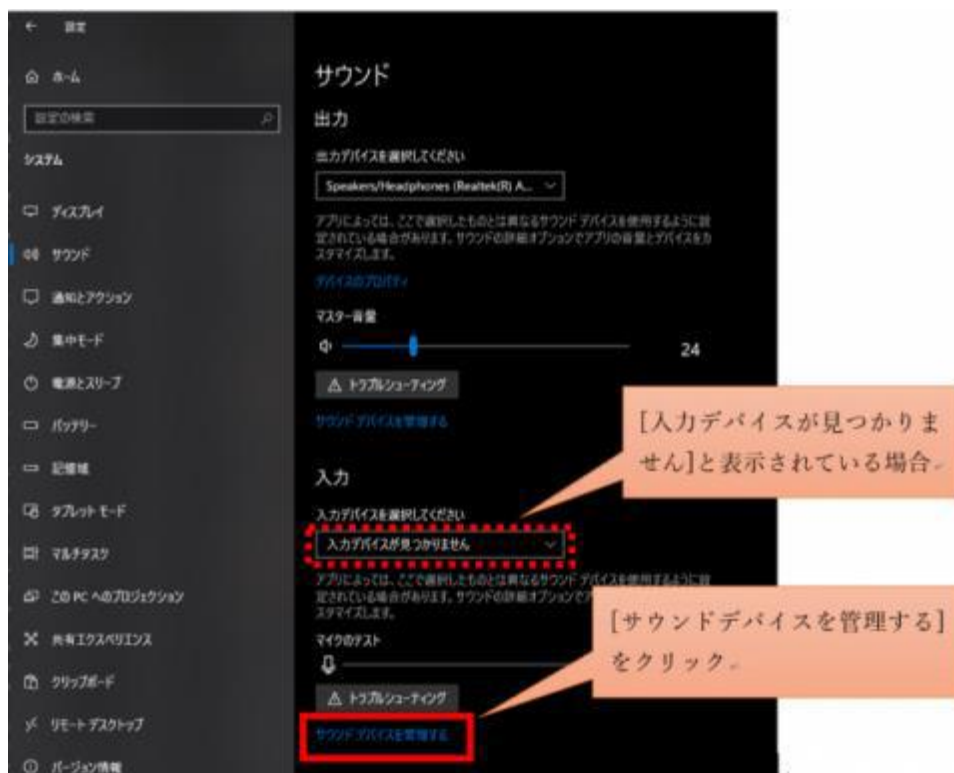 ← 設定
ホーム
設定の検索
システム
ディスプレイ
サウンド
通知とアクション
集中モード
電源とスリープ
バッテリー
記憶域
タブレット モード
マルチタスク
この PC へのプロジェクション
共有エクスペリエンス
クリップボード
リモート デスクトップ
バージョン情報
サウンド
出力
出力デバイスを選択してください
Speakers/Headphones (Realtek(R) A...
アプリによっては、ここで選択したものとは異なるサウンド デバイスを使用するように設
定されている場合があります。サウンドの詳細オプションでアプリの音量とデバイスをカ
スタマイズします。
デバイスのプロパティ
マスター音量
24
トラブルシューティング
サウンド デバイスを管理する
入力
入力デバイスを選択してください
入力デバイスが見つかりません
アプリによっては、ここで選択したものとは異なるサウンド デバイスを使用するように設
定されている場合があります。サウンドの詳細オプションでア
スタマイズします。
マイクのテスト
トラブルシューティング
サウンド デバイスを管理する
[入力デバイスが見つかりま
せん]と表示されている場合。
[サウンドデバイスを管理する]
をクリック。